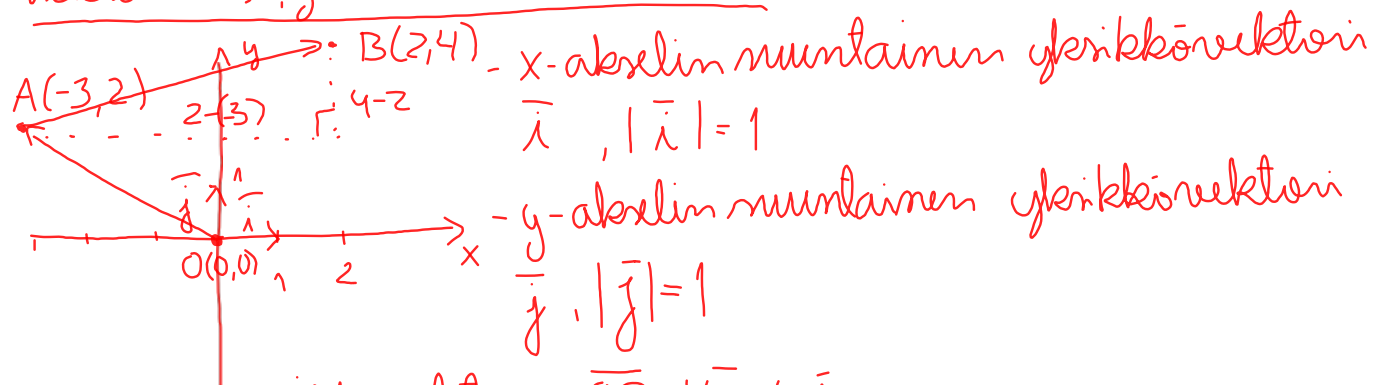 y
B(2,4)
A(-3,2)
2-(-3)
4-2
j 1
i
O(0,0)
1
2
x
- x-akselin suuntainen yksikkövektori
i̅ , |i̅| = 1
- y-akselin suuntainen yksikkövektori
j̅ , |j̅| = 1